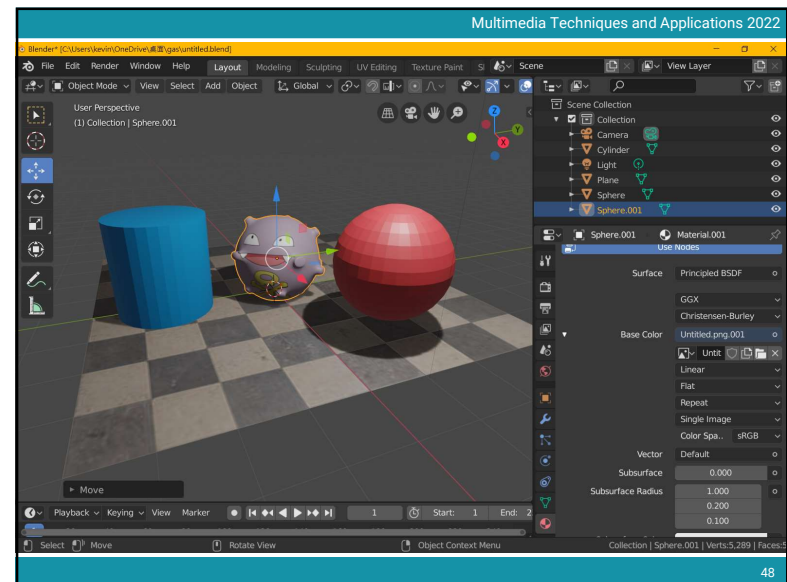 Multimedia Techniques and Applications 2022
Blender* [C:\Users\kevin\OneDrive\桌面\gas\untitled.blend]
File Edit Render Window Help Layout Modeling Sculpting UV Editing Texture Paint Scene View Layer
Object Mode View Select Add Object Global
User Perspective
(1) Collection | Sphere.001
Z
Y
X
Scene Collection
Collection
Camera
Cylinder
Light
Plane
Sphere
Sphere.001
Sphere.001 Material.001
Use Nodes
Surface Principled BSDF
GGX
Christensen-Burley
Base Color Untitled.png.001
Untit
Linear
Flat
Repeat
Single Image
Color Spa.. sRGB
Vector Default
Subsurface 0.000
Subsurface Radius 1.000
0.200
0.100
Move
Playback Keying View Marker 1 Start: 1 End: 2
Select Move Rotate View Object Context Menu Collection | Sphere.001 | Verts:5,289 | Faces:5
48